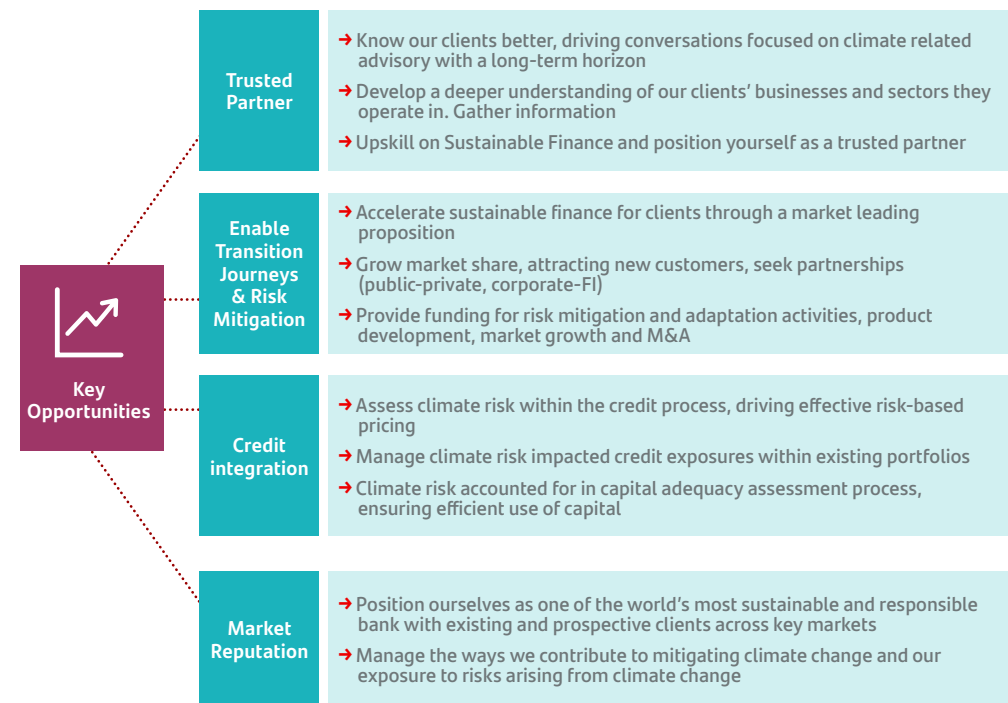 Key
Opportunities
Trusted
Partner
→ Know our clients better, driving conversations focused on climate related
advisory with a long-term horizon
→ Develop a deeper understanding of our clients’ businesses and sectors they
operate in. Gather information
→ Upskill on Sustainable Finance and position yourself as a trusted partner
Enable
Transition
Journeys
& Risk
Mitigation
→ Accelerate sustainable finance for clients through a market leading
proposition
→ Grow market share, attracting new customers, seek partnerships
(public-private, corporate-FI)
→ Provide funding for risk mitigation and adaptation activities, product
development, market growth and M&A
Credit
integration
→ Assess climate risk within the credit process, driving effective risk-based
pricing
→ Manage climate risk impacted credit exposures within existing portfolios
→ Climate risk accounted for in capital adequacy assessment process,
ensuring efficient use of capital
Market
Reputation
→ Position ourselves as one of the world’s most sustainable and responsible
bank with existing and prospective clients across key markets
→ Manage the ways we contribute to mitigating climate change and our
exposure to risks arising from climate change